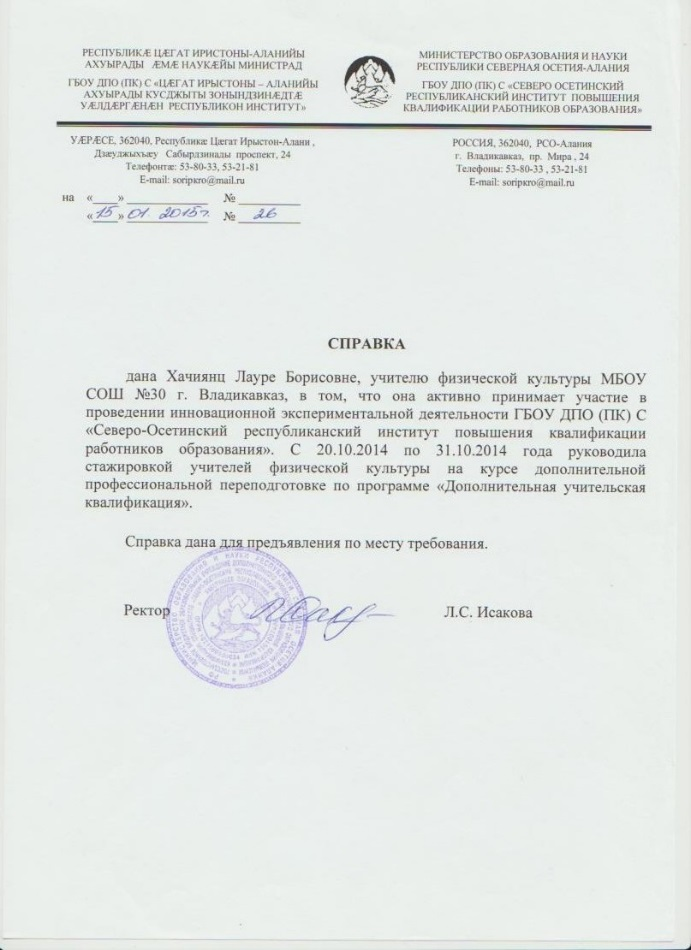 РЕСПУБЛИКÆ ЦÆГАТ ИРИСТОНЫ-АЛАНИЙЫ
АХУЫРАДЫ ÆМÆ НАУКÆЙЫ МИНИСТРАД
ГБОУ ДПО (ПК) С «ЦÆГАТ ИРЫСТОНЫ – АЛАНИЙЫ
АХУЫРАДЫ КУСДЖЫТЫ ЗОНЫНДЗИНÆДТÆ
УÆЛДÆРГÆНÆН РЕСПУБЛИКОН ИНСТИТУТ»
МИНИСТЕРСТВО ОБРАЗОВАНИЯ И НАУКИ
РЕСПУБЛИКИ СЕВЕРНАЯ ОСЕТИЯ-АЛАНИЯ
ГБОУ ДПО (ПК) С «СЕВЕРО ОСЕТИНСКИЙ
РЕСПУБЛИКАНСКИЙ ИНСТИТУТ ПОВЫШЕНИЯ
КВАЛИФИКАЦИИ РАБОТНИКОВ ОБРАЗОВАНИЯ»
УÆРÆСЕ, 362040, Республикæ Цæгат Ирыстон-Алани ,
Дзæуджыхъæу Сабырдзинады проспект, 24
Телефонтæ: 53-80-33, 53-21-81
E-mail: soripkro@mail.ru
РОССИЯ, 362040, РСО-Алания
г. Владикавказ, пр. Мира , 24
Телефоны: 53-80-33, 53-21-81
E-mail: soripkro@mail.ru
на «____» ______________ № __________
«15» 01. 2015г. № 26
СПРАВКА
дана Хачиянц Лауре Борисовне, учителю физической культуры МБОУ
СОШ №30 г. Владикавказ, в том, что она активно принимает участие в
проведении инновационной экспериментальной деятельности ГБОУ ДПО (ПК) С
«Северо-Осетинский республиканский институт повышения квалификации
работников образования». С 20.10.2014 по 31.10.2014 года руководила
стажировкой учителей физической культуры на курсе дополнительной
профессиональной переподготовке по программе «Дополнительная учительская
квалификация».
Справка дана для предъявления по месту требования.
Ректор
Л.С. Исакова